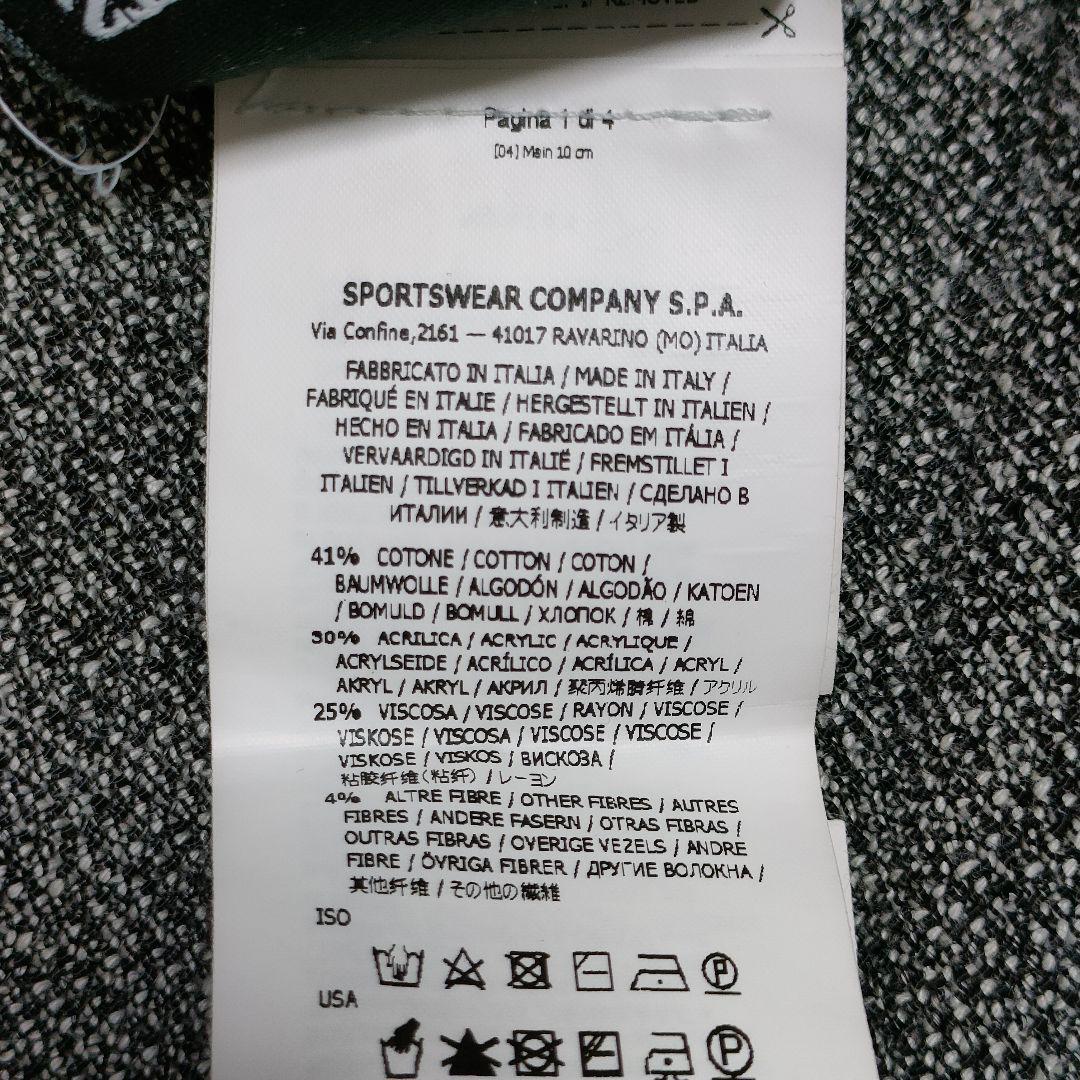 REMOVED
Pagina 1 di 4
[04] Main 10 cm
SPORTSWEAR COMPANY S.P.A.
Via Confine,2161 — 41017 RAVARINO (MO) ITALIA
FABBRICATO IN ITALIA / MADE IN ITALY /
FABRIQUÉ EN ITALIE / HERGESTELLT IN ITALIEN /
HECHO EN ITALIA / FABRICADO EM ITÁLIA /
VERVAARDIGD IN ITALIË / FREMSTILLET I
ITALIEN / TILLVERKAD I ITALIEN / СДЕЛАНО В
ИТАЛИИ / 意大利制造 / イタリア製
41% COTONE / COTTON / COTON /
BAUMWOLLE / ALGODÓN / ALGODÃO / KATOEN
/ BOMULD / BOMULL / ХЛОПОК / 棉 / 綿
30% ACRILICA / ACRYLIC / ACRYLIQUE /
ACRYLSEIDE / ACRÍLICO / ACRÍLICA / ACRYL /
AKRYL / AKRYL / АКРИЛ / 聚丙烯腈纤维 / アクリル
25% VISCOSA / VISCOSE / RAYON / VISCOSE /
VISKOSE / VISCOSA / VISCOSE / VISCOSE /
VISKOSE / VISKOS / ВИСКОЗА /
粘胶纤维(粘纤) / レーヨン
4% ALTRE FIBRE / OTHER FIBRES / AUTRES
FIBRES / ANDERE FASERN / OTRAS FIBRAS /
OUTRAS FIBRAS / OVERIGE VEZELS / ANDRE
FIBRE / ÖVRIGA FIBRER / ДРУГИЕ ВОЛОКНА /
其他纤维 / その他の繊維
ISO
P
USA
P